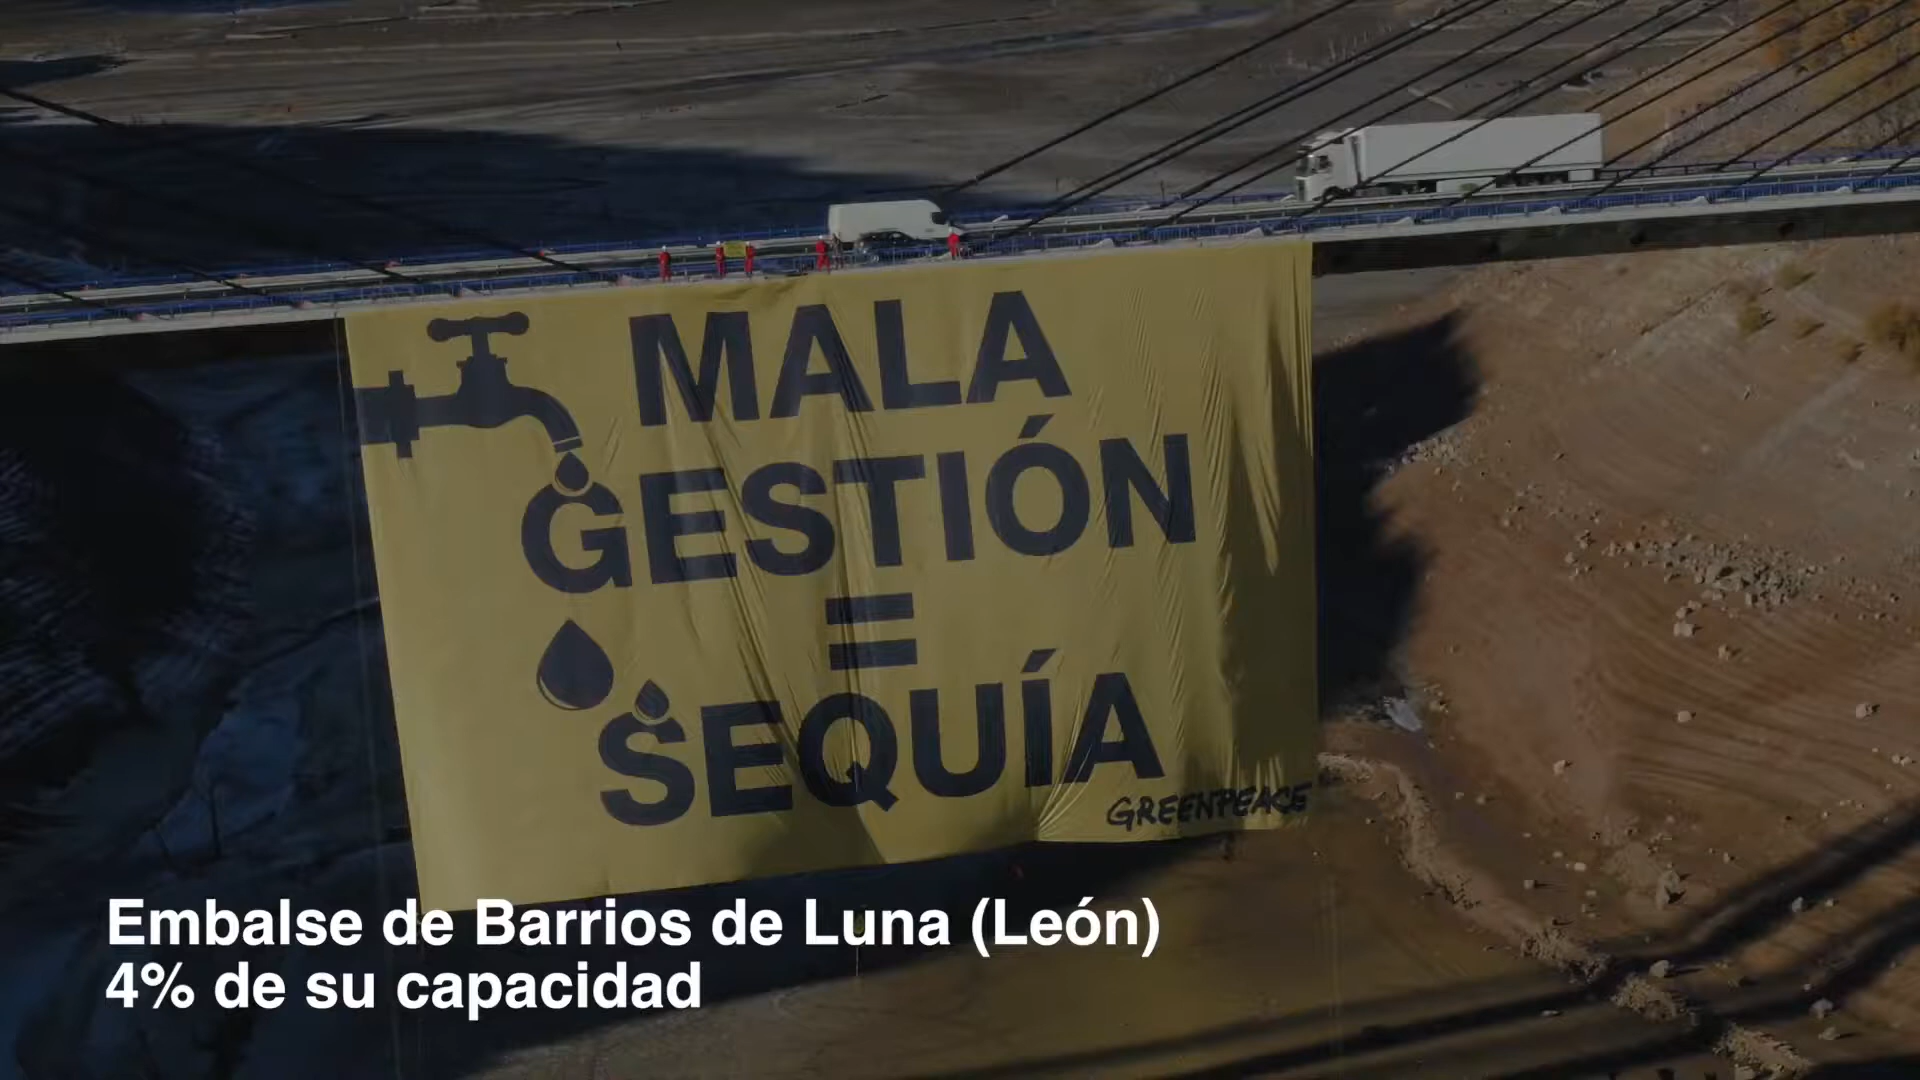 MALA
GESTIÓN
=
SEQUÍA
GREENPEACE
Embalse de Barrios de Luna (León)
4% de su capacidad